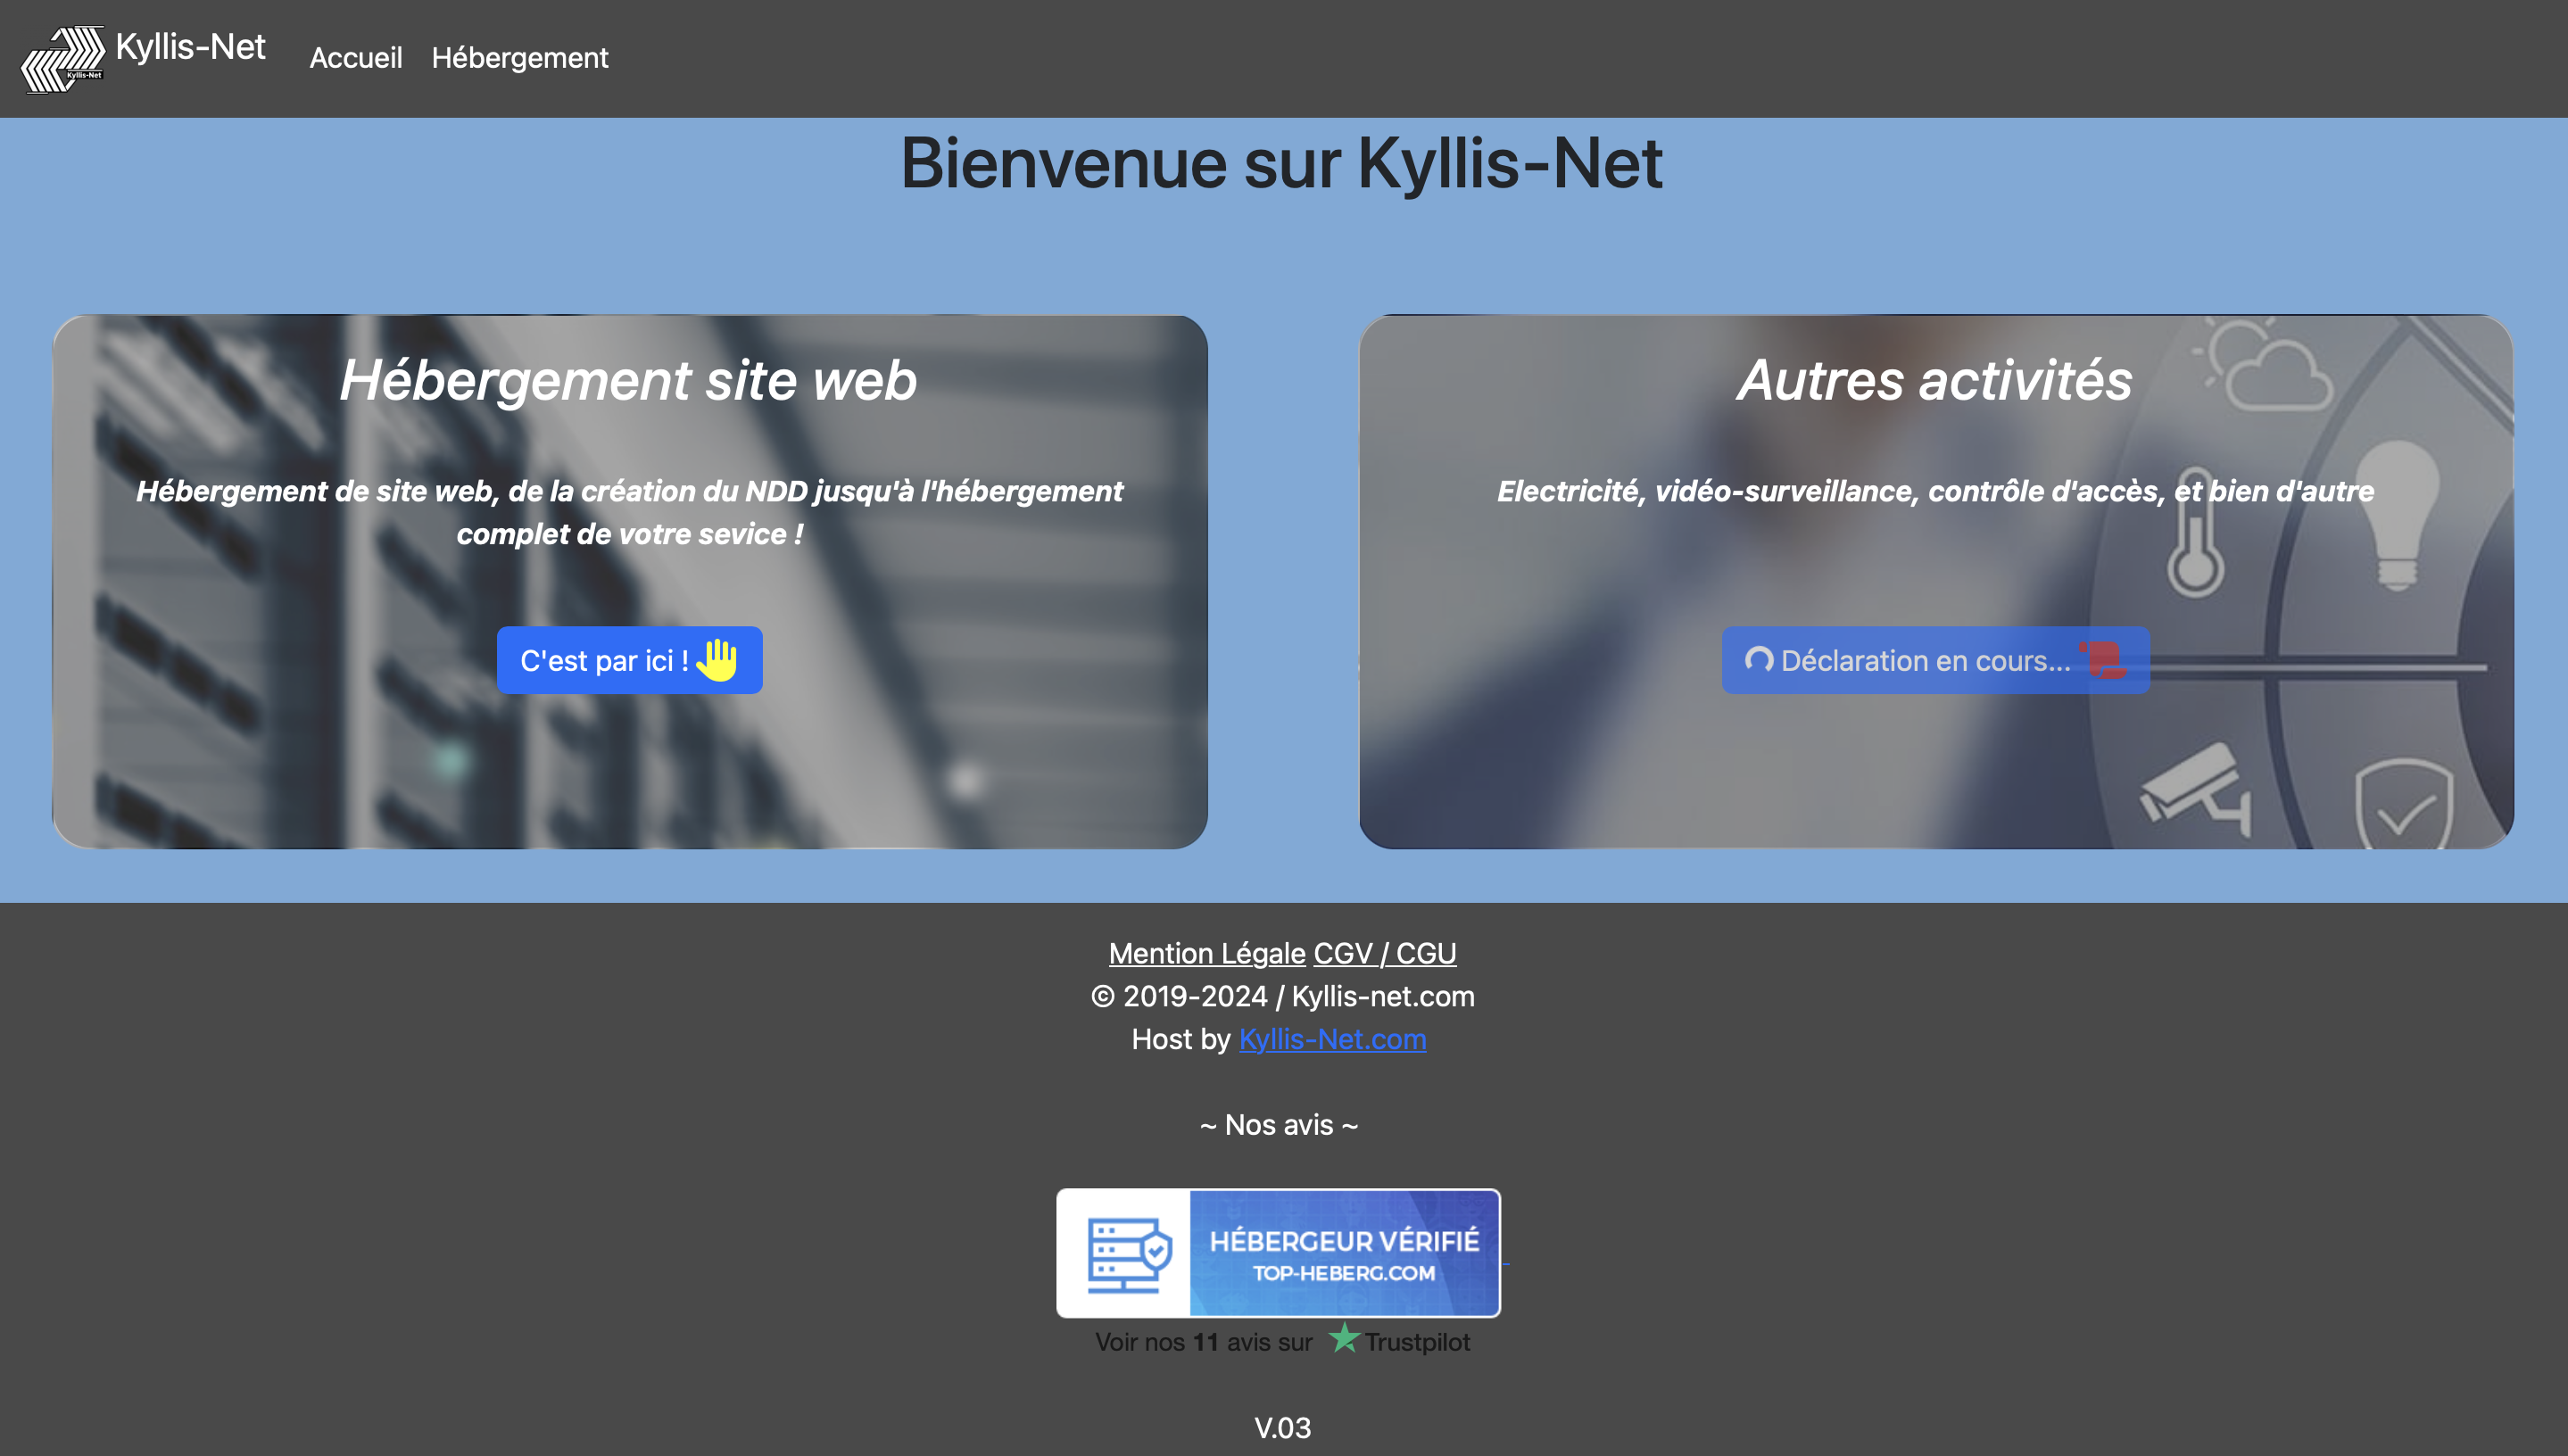 Kyllis-Net
Kyllis-Net
Accueil
Hébergement
Bienvenue sur Kyllis-Net
Hébergement site web
Hébergement de site web, de la création du NDD jusqu'à l'hébergement
complet de votre sevice !
C'est par ici !
Autres activités
Electricité, vidéo-surveillance, contrôle d'accès, et bien d'autre
Déclaration en cours...
Mention Légale CGV / CGU
© 2019-2024 / Kyllis-net.com
Host by Kyllis-Net.com
~ Nos avis ~
HÉBERGEUR VÉRIFIÉ
TOP-HEBERG.COM
Voir nos 11 avis sur Trustpilot
V.03